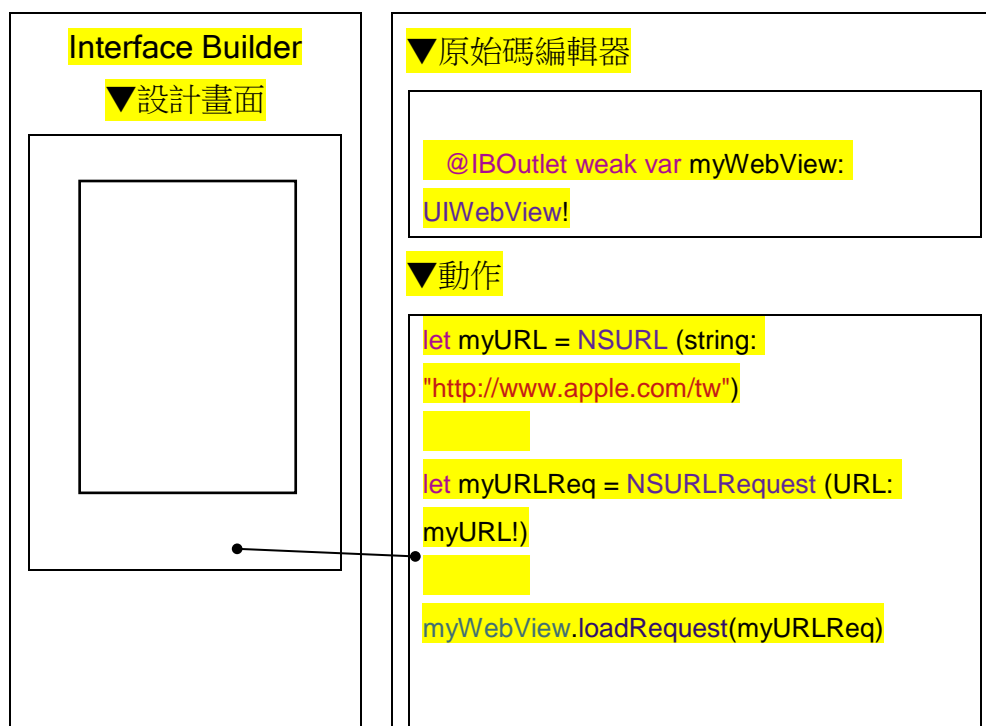 Interface Builder
▼設計畫面
▼原始碼編輯器
@IBOutlet weak var myWebView:
UIWebView!
▼動作
let myURL = NSURL (string:
"http://www.apple.com/tw")
let myURLReq = NSURLRequest (URL:
myURL!)
myWebView.loadRequest(myURLReq)